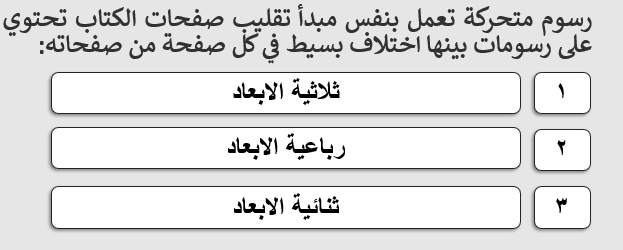 رسوم متحركة تعمل بنفس مبدأ تقليب صفحات الكتاب تحتوي
على رسومات بينها اختلاف بسيط في كل صفحة من صفحاته:
١ ثلاثية الابعاد
٢ رباعية الابعاد
٣ ثنائية الابعاد